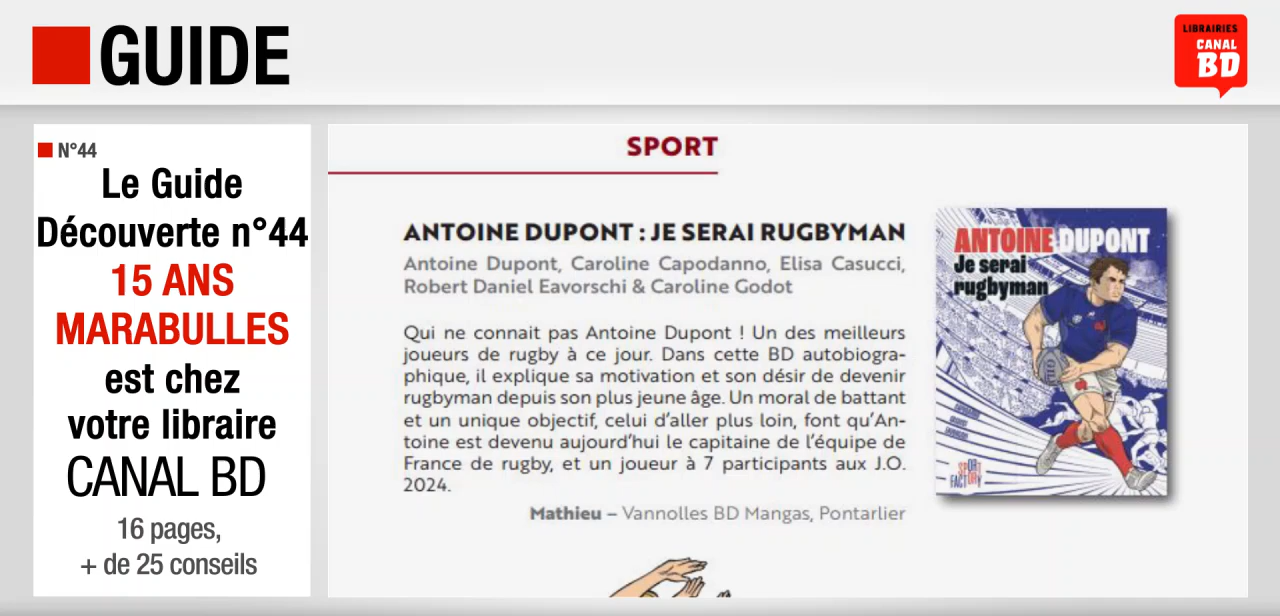 GUIDE
LIBRAIRIES
CANAL
BD
N°44
Le Guide
Découverte n°44
15 ANS
MARABULLES
est chez
votre libraire
CANAL BD
16 pages,
+ de 25 conseils
SPORT
ANTOINE DUPONT : JE SERAI RUGBYMAN
Antoine Dupont, Caroline Capodanno, Elisa Casucci,
Robert Daniel Eavorschi & Caroline Godot
Qui ne connait pas Antoine Dupont ! Un des meilleurs
joueurs de rugby à ce jour. Dans cette BD autobiogra-
phique, il explique sa motivation et son désir de devenir
rugbyman depuis son plus jeune âge. Un moral de battant
et un unique objectif, celui d'aller plus loin, font qu'An-
toine est devenu aujourd'hui le capitaine de l'équipe de
France de rugby, et un joueur à 7 participants aux J.O.
2024.
Mathieu – Vannolles BD Mangas, Pontarlier
ANTOINE DUPONT
Je serai
rugbyman
SPORT
FACTORY